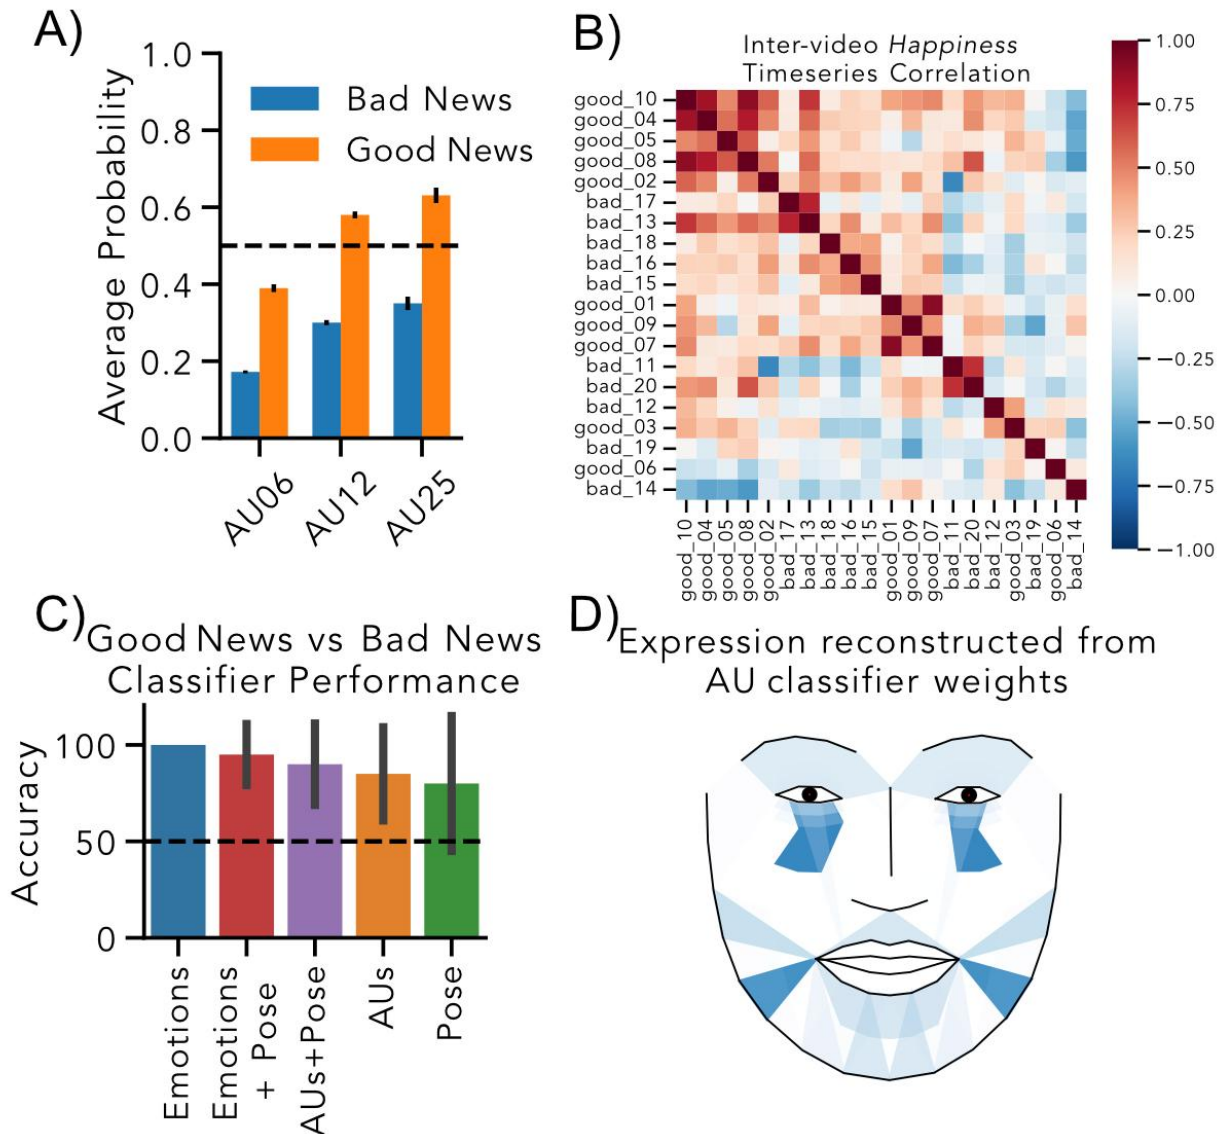 A)
1.0
0.8
0.6
0.4
0.2
0.0
Average Probability
Bad News
Good News
AU06
AU12
AU25
B)
Inter-video Happiness
Timeseries Correlation
good_10
good_04
good_05
good_08
good_02
bad_17
bad_13
bad_18
bad_16
bad_15
good_01
good_09
good_07
bad_11
bad_20
bad_12
good_03
bad_19
good_06
bad_14
good_10
good_04
good_05
good_08
good_02
bad_17
bad_13
bad_18
bad_16
bad_15
good_01
good_09
good_07
bad_11
bad_20
bad_12
good_03
bad_19
good_06
bad_14
1.00
0.75
0.50
0.25
0.00
−0.25
−0.50
−0.75
−1.00
C)
Good News vs Bad News
Classifier Performance
Accuracy
100
50
0
Emotions
Emotions
+ Pose
AUs+Pose
AUs
Pose
D)
Expression reconstructed from
AU classifier weights